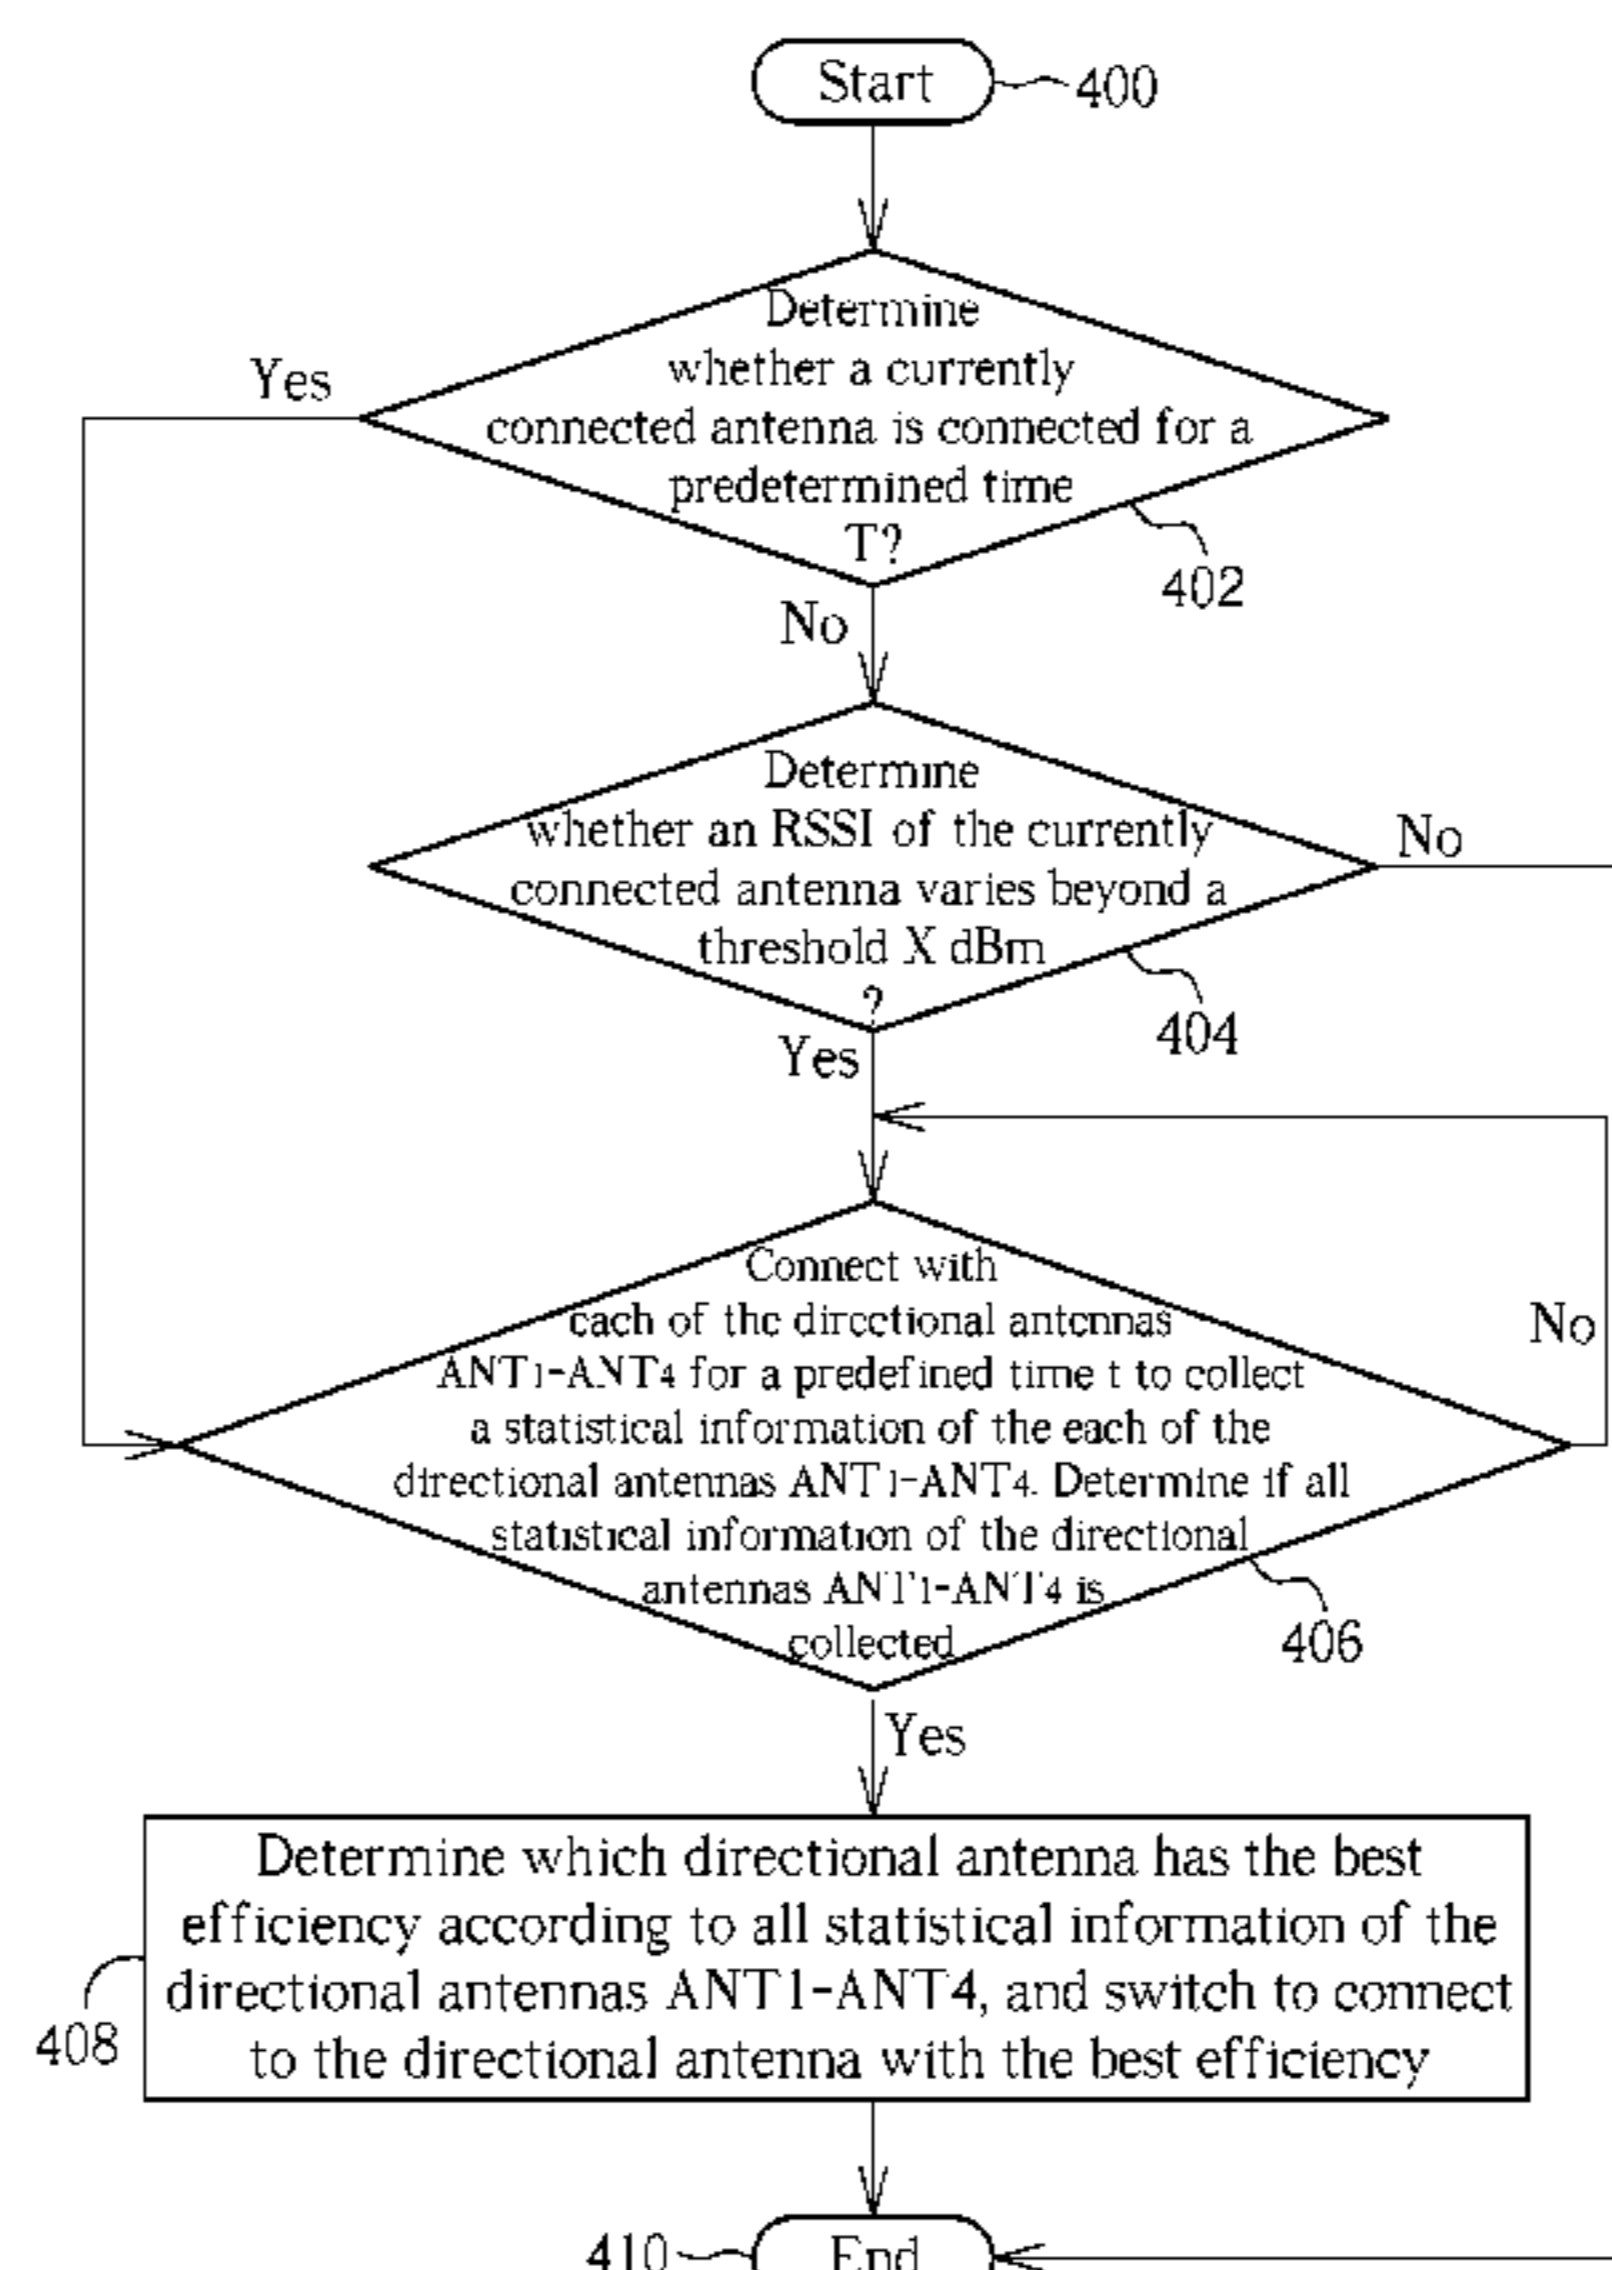 Start
400
Determine
whether a currently
connected antenna is connected for a
predetermined time
T?
Yes
402
No
Determine
whether an RSSI of the currently
connected antenna varies beyond a
threshold X dBm
?
No
404
Yes
Connect with
each of the directional antennas
ANT1-ANT4 for a predefined time t to collect
a statistical information of the each of the
directional antennas ANT1-ANT4. Determine if all
statistical information of the directional
antennas ANT1-ANT4 is
collected
No
406
Yes
Determine which directional antenna has the best
efficiency according to all statistical information of the
directional antennas ANT1-ANT4, and switch to connect
to the directional antenna with the best efficiency
408
410
End